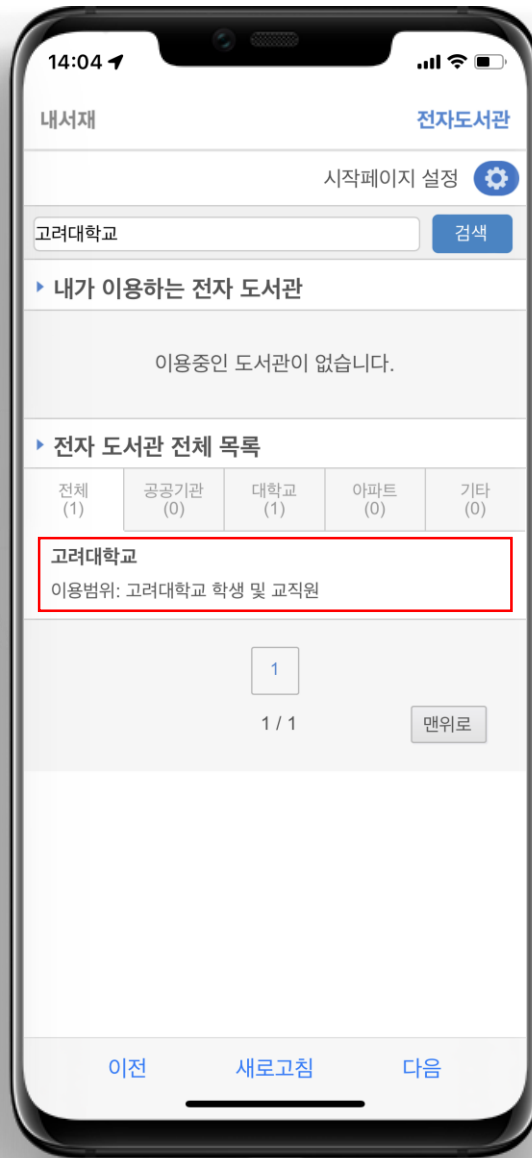 14:04
내서재 전자도서관
시작페이지 설정
고려대학교 검색
내가 이용하는 전자 도서관
이용중인 도서관이 없습니다.
전자 도서관 전체 목록
전체 공공기관 대학교 아파트 기타
(1) (0) (1) (0) (0)
고려대학교
이용범위: 고려대학교 학생 및 교직원
1
1 / 1 맨위로
이전 새로고침 다음